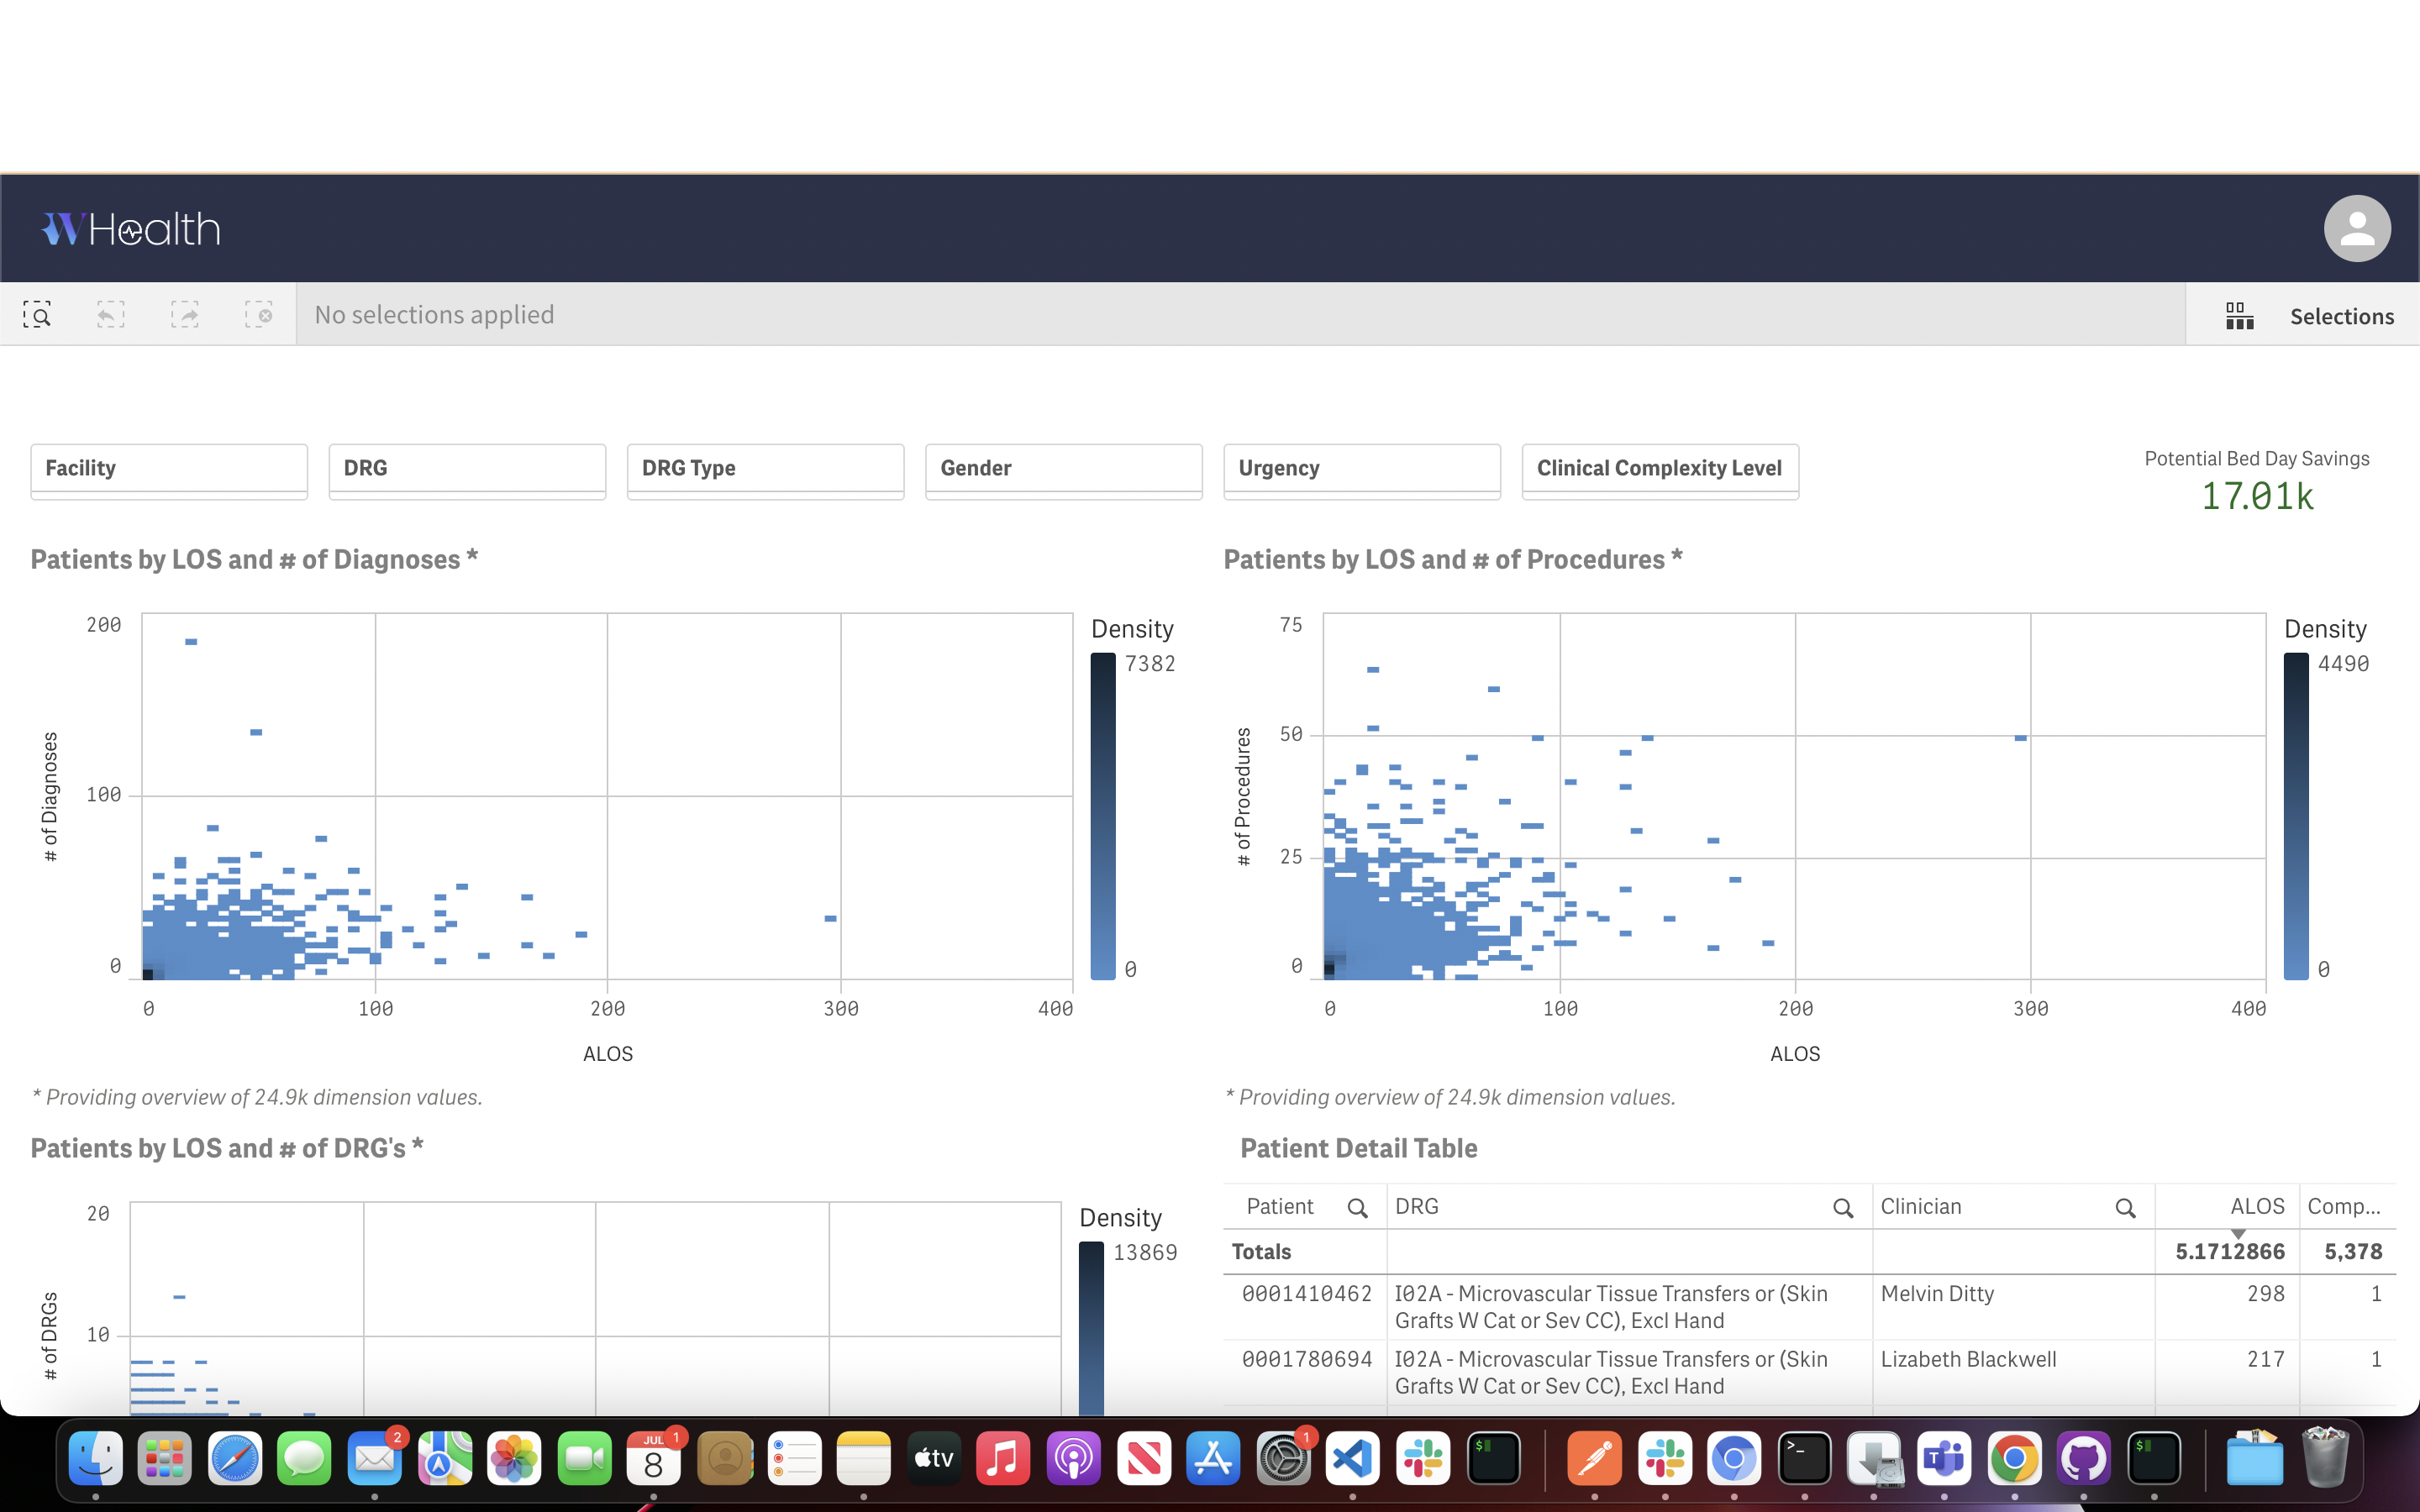 WHealth
No selections applied
Selections
Facility
DRG
DRG Type
Gender
Urgency
Clinical Complexity Level
Potential Bed Day Savings
17.01k
Patients by LOS and # of Diagnoses *
200
100
0
# of Diagnoses
0
100
200
300
400
ALOS
Density
7382
0
* Providing overview of 24.9k dimension values.
Patients by LOS and # of Procedures *
75
50
25
0
# of Procedures
0
100
200
300
400
ALOS
Density
4490
0
* Providing overview of 24.9k dimension values.
Patients by LOS and # of DRG's *
20
10
# of DRGs
Density
13869
Patient Detail Table
Patient DRG Clinician ALOS Comp...
Totals 5.1712866 5,378
0001410462 I02A - Microvascular Tissue Transfers or (Skin Melvin Ditty 298 1
Grafts W Cat or Sev CC), Excl Hand
0001780694 I02A - Microvascular Tissue Transfers or (Skin Lizabeth Blackwell 217 1
Grafts W Cat or Sev CC), Excl Hand
2
JUL
8
1
tv
1
$
>_
$